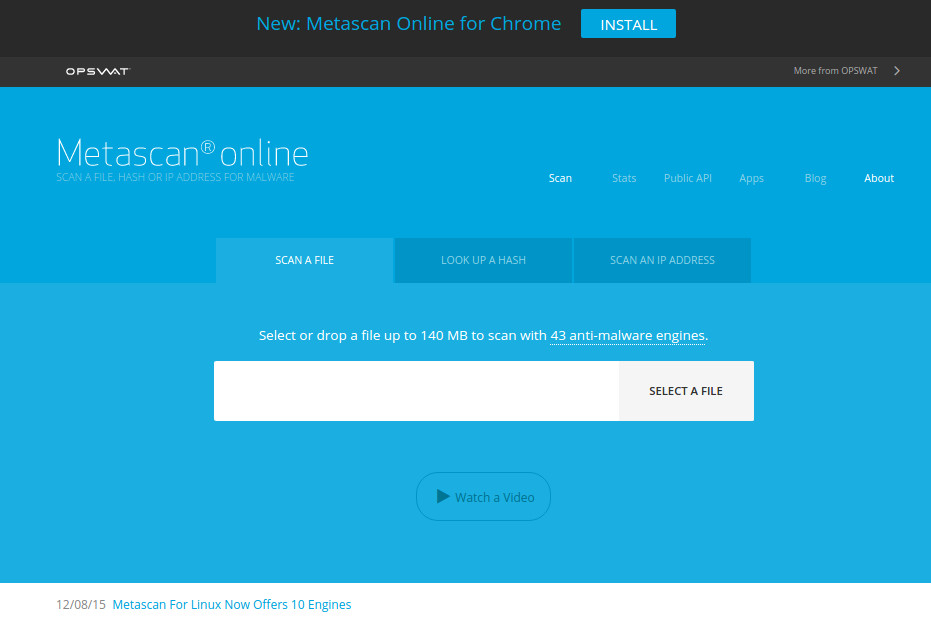 New: Metascan Online for Chrome INSTALL
OPSWAT More from OPSWAT
Metascan® online
SCAN A FILE, HASH OR IP ADDRESS FOR MALWARE
Scan Stats Public API Apps Blog About
SCAN A FILE LOOK UP A HASH SCAN AN IP ADDRESS
Select or drop a file up to 140 MB to scan with 43 anti-malware engines.
SELECT A FILE
Watch a Video
12/08/15 Metascan For Linux Now Offers 10 Engines